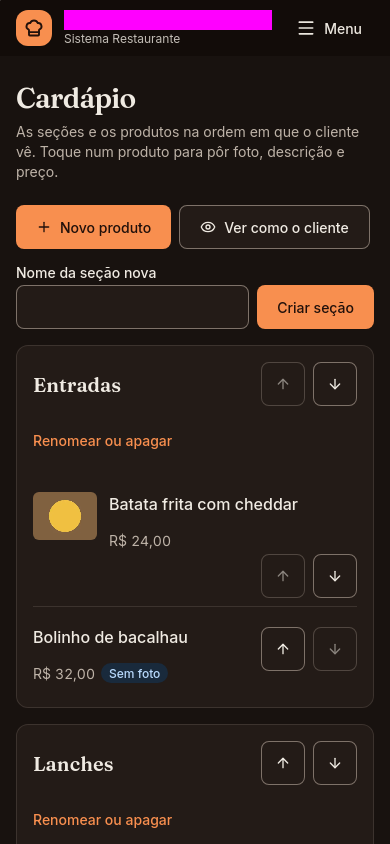 Sistema Restaurante
Menu
Cardápio
As seções e os produtos na ordem em que o cliente
vê. Toque num produto para pôr foto, descrição e
preço.
Novo produto
Ver como o cliente
Nome da seção nova
Criar seção
Entradas
Renomear ou apagar
Batata frita com cheddar
R$ 24,00
Bolinho de bacalhau
R$ 32,00 Sem foto
Lanches
Renomear ou apagar